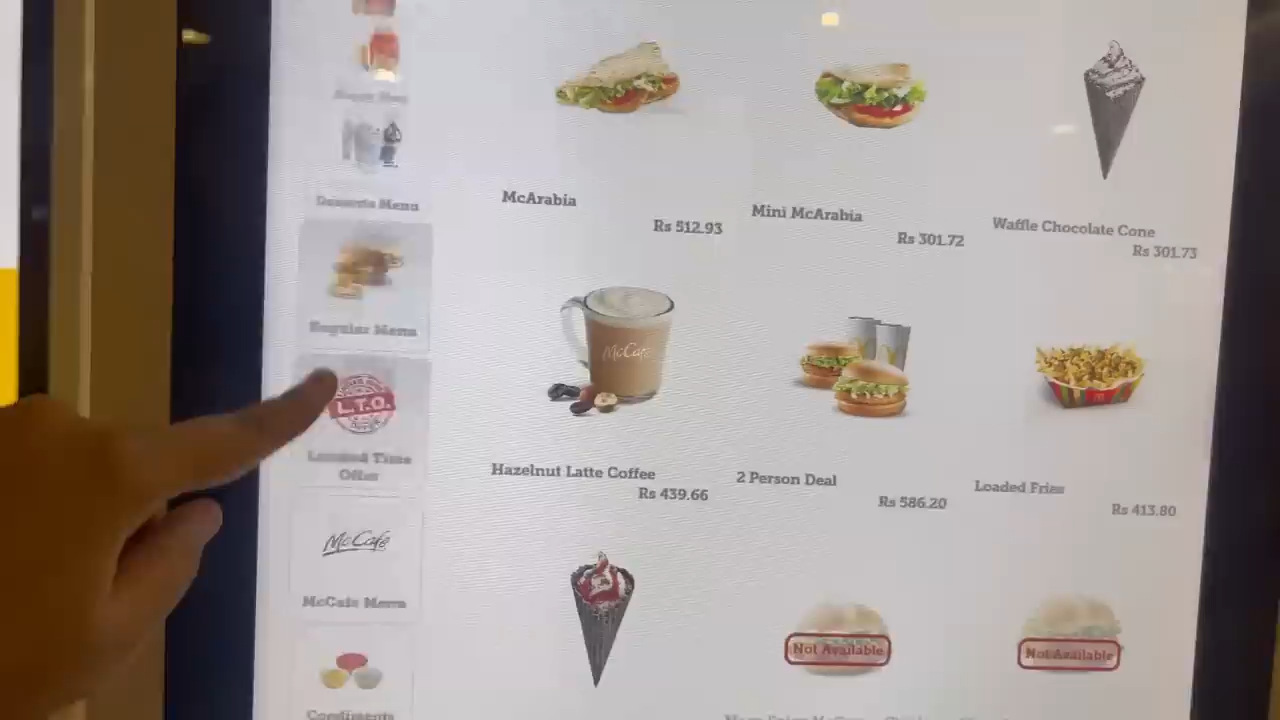 Desserts Menu
Regular Menu
L.T.O.
Limited Time
Offer
McCafé
McCafe Menu
Condiments
McArabia
Rs 512.93
Mini McArabia
Rs 301.72
Waffle Chocolate Cone
Rs 301.73
McCafé
Hazelnut Latte Coffee
Rs 439.66
2 Person Deal
Rs 586.20
Loaded Fries
Rs 413.80
Not Available
Not Available